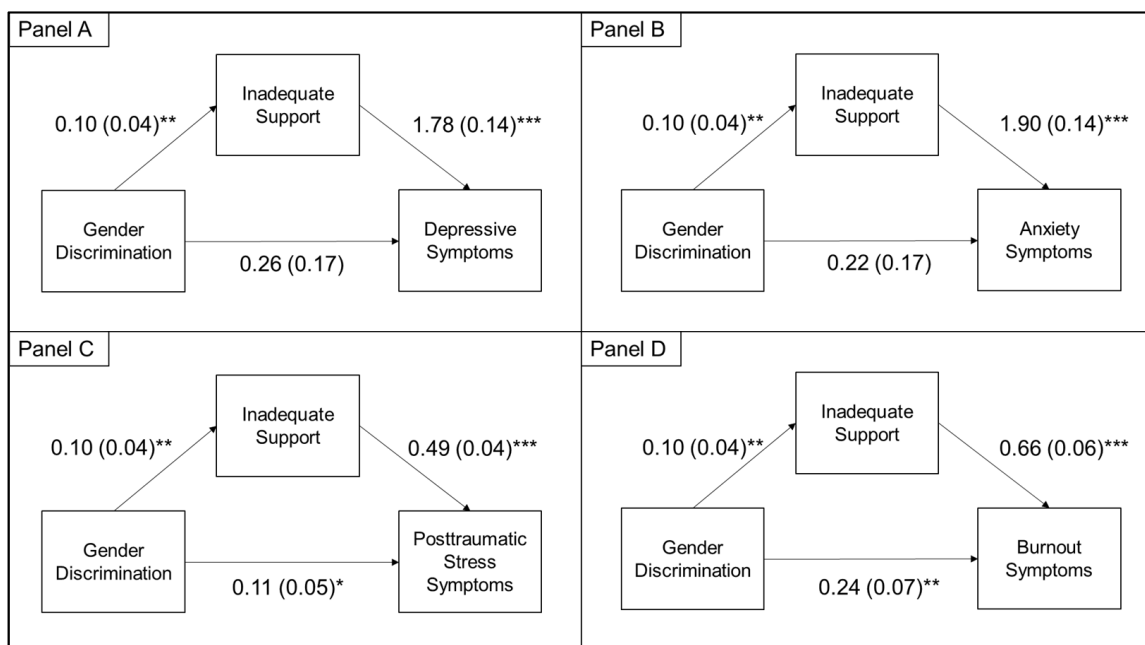 Panel A
Inadequate
Support
0.10 (0.04)**
1.78 (0.14)***
Gender
Discrimination
Depressive
Symptoms
0.26 (0.17)
Panel B
Inadequate
Support
0.10 (0.04)**
1.90 (0.14)***
Gender
Discrimination
Anxiety
Symptoms
0.22 (0.17)
Panel C
Inadequate
Support
0.10 (0.04)**
0.49 (0.04)***
Gender
Discrimination
Posttraumatic
Stress
Symptoms
0.11 (0.05)*
Panel D
Inadequate
Support
0.10 (0.04)**
0.66 (0.06)***
Gender
Discrimination
Burnout
Symptoms
0.24 (0.07)**